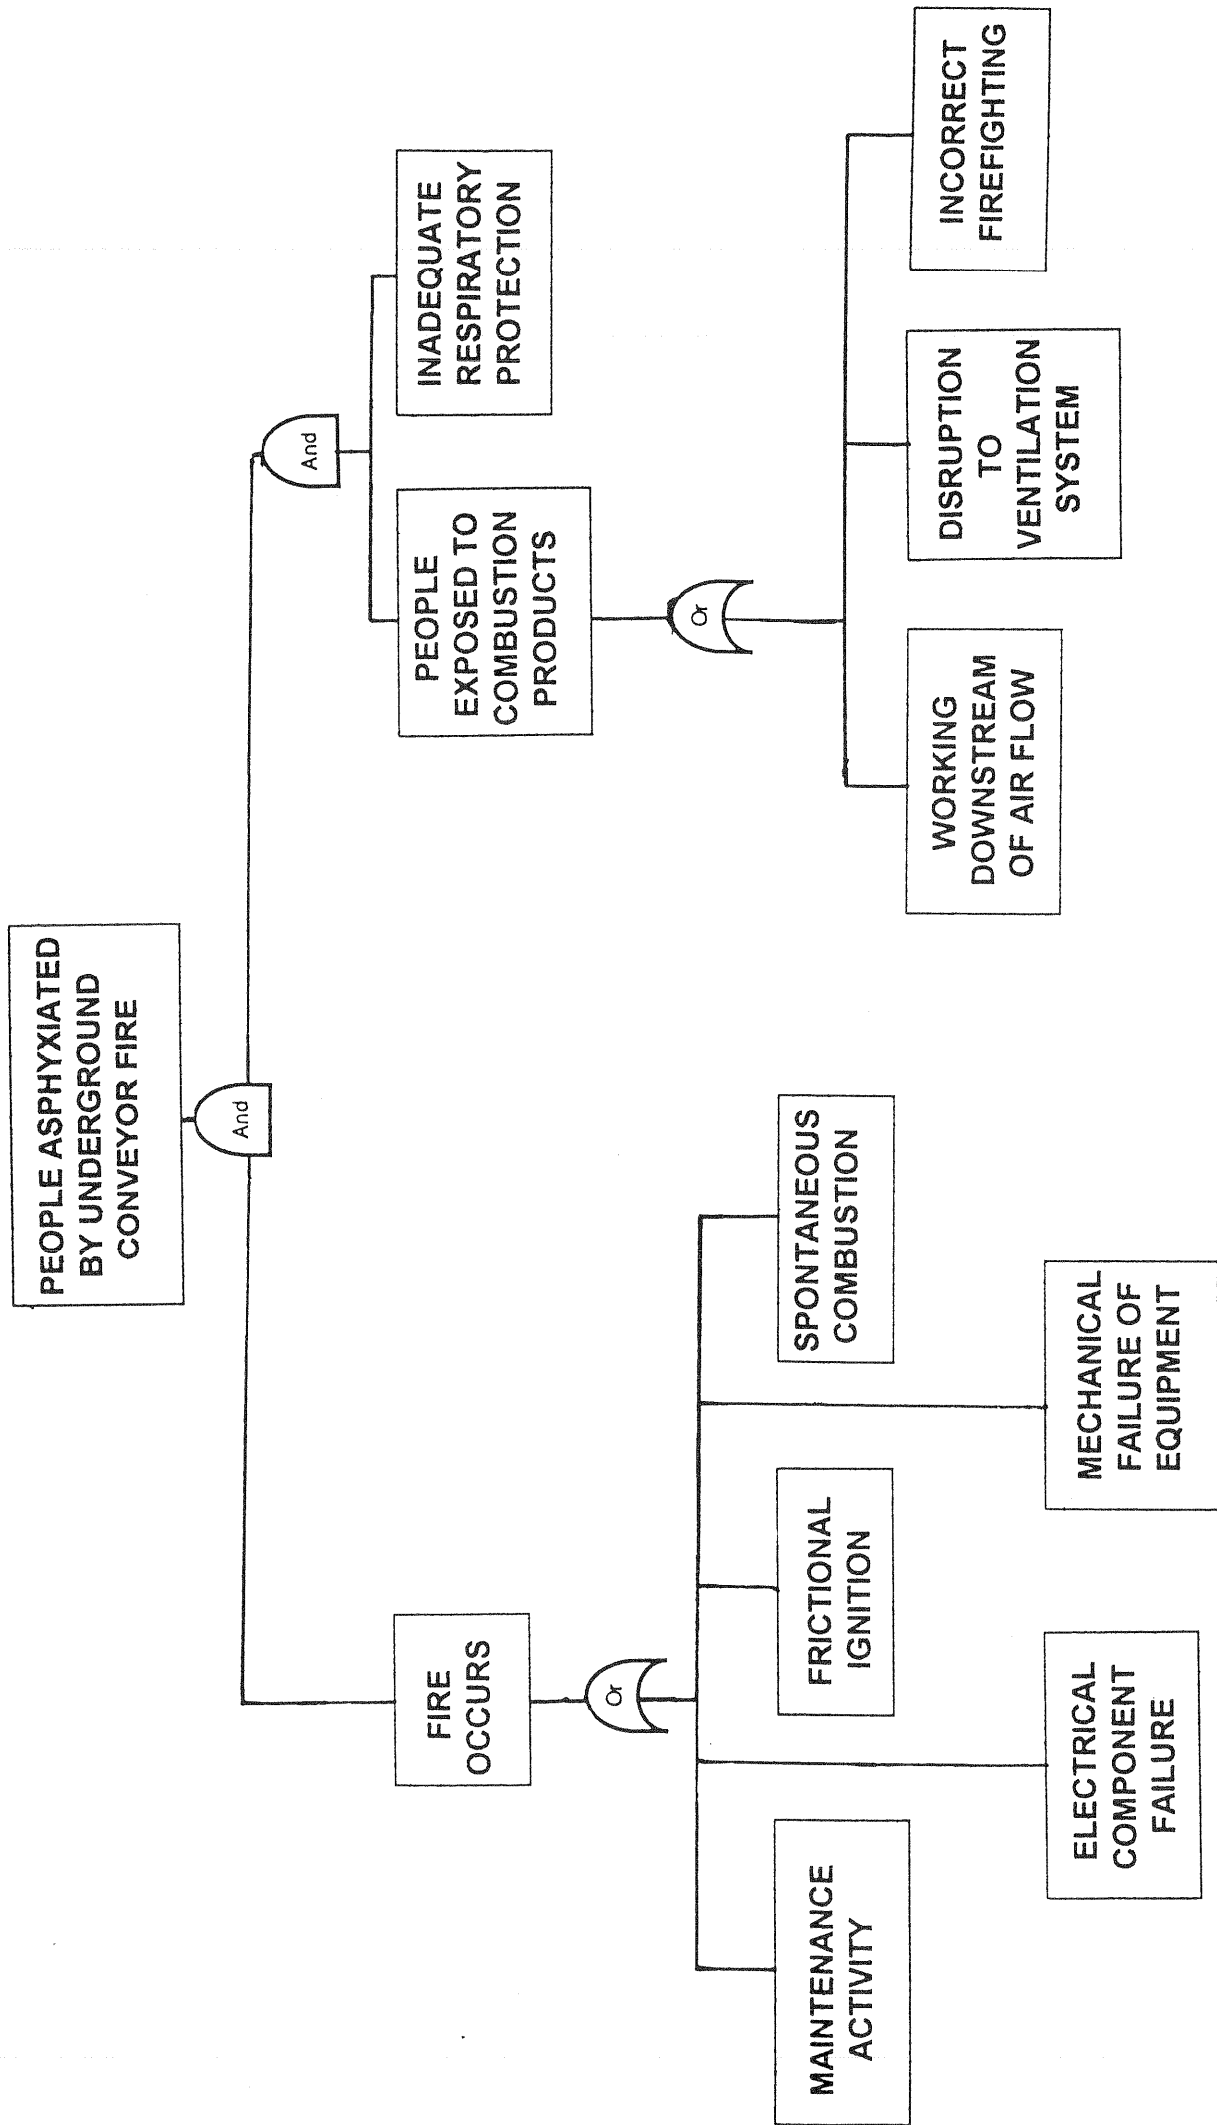 PEOPLE ASPHYXIATED
BY UNDERGROUND
CONVEYOR FIRE
And
And
FIRE
OCCURS
PEOPLE
EXPOSED TO
COMBUSTION
PRODUCTS
INADEQUATE
RESPIRATORY
PROTECTION
Or
Or
MAINTENANCE
ACTIVITY
FRICTIONAL
IGNITION
SPONTANEOUS
COMBUSTION
WORKING
DOWNSTREAM
OF AIR FLOW
DISRUPTION
TO
VENTILATION
SYSTEM
INCORRECT
FIREFIGHTING
ELECTRICAL
COMPONENT
FAILURE
MECHANICAL
FAILURE OF
EQUIPMENT